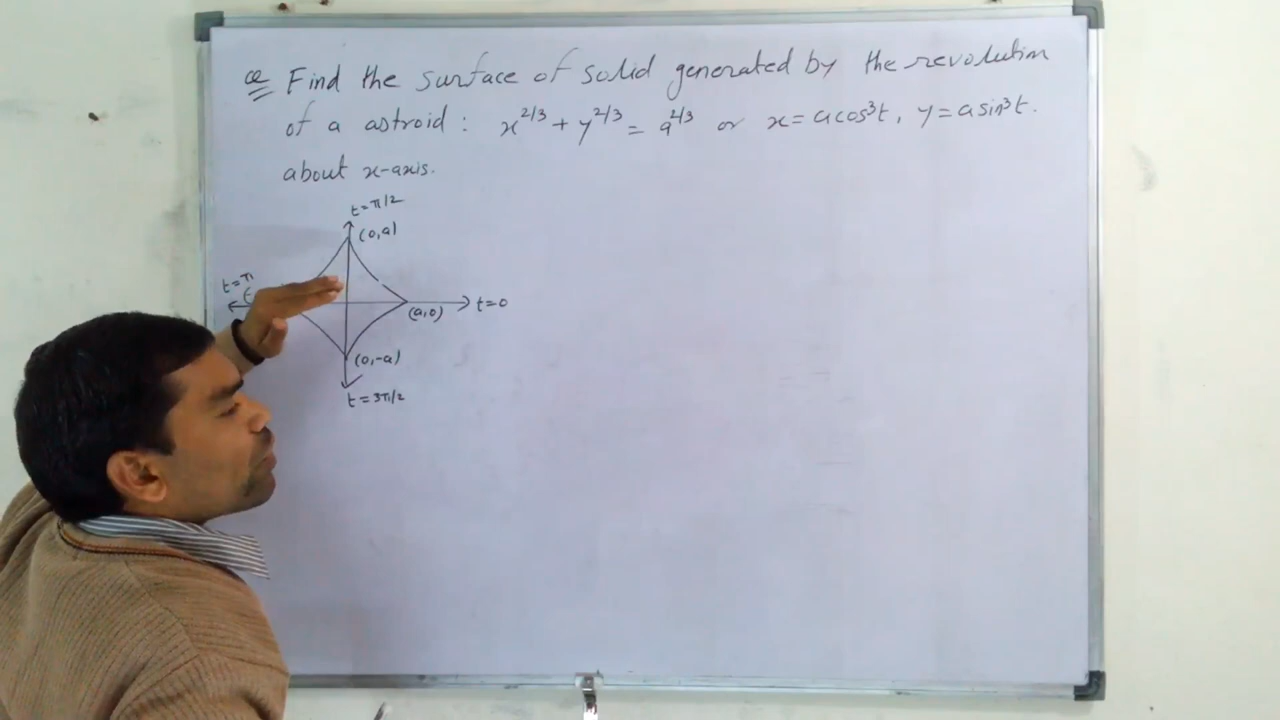 Q Find the surface of solid generated by the revolution
of a astroid : x^2/3 + y^2/3 = a^2/3 or x = a cos³t, y = a sin³t.
about x-axis.
t = π/2
(0,a)
t = π
(a,0) t = 0
(0,-a)
t = 3π/2